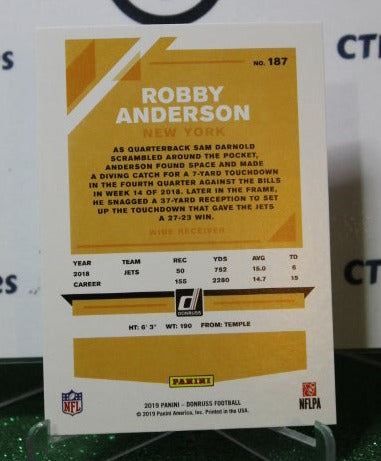 CT
CTE
NO. 187
ROBBY
ANDERSON
NEW YORK
AS QUARTERBACK SAM DARNOLD
SCRAMBLED AROUND THE POCKET,
ANDERSON FOUND SPACE AND MADE
A DIVING CATCH FOR A 7-YARD TOUCHDOWN
IN THE FOURTH QUARTER AGAINST THE BILLS
IN WEEK 14 OF 2018. LATER IN THE FRAME,
HE SNAGGED A 37-YARD RECEPTION TO SET
UP THE TOUCHDOWN THAT GAVE THE JETS
A 27-23 WIN.
WIDE RECEIVER
YEAR TEAM REC YDS AVG TD
2018 JETS 50 752 15.0 6
CAREER 155 2280 14.7 15
DONRUSS
HT: 6' 3" WT: 190 FROM: TEMPLE
PANINI
NFL
NFLPA
2019 PANINI – DONRUSS FOOTBALL
© 2019 Panini America, Inc. Printed in the USA.